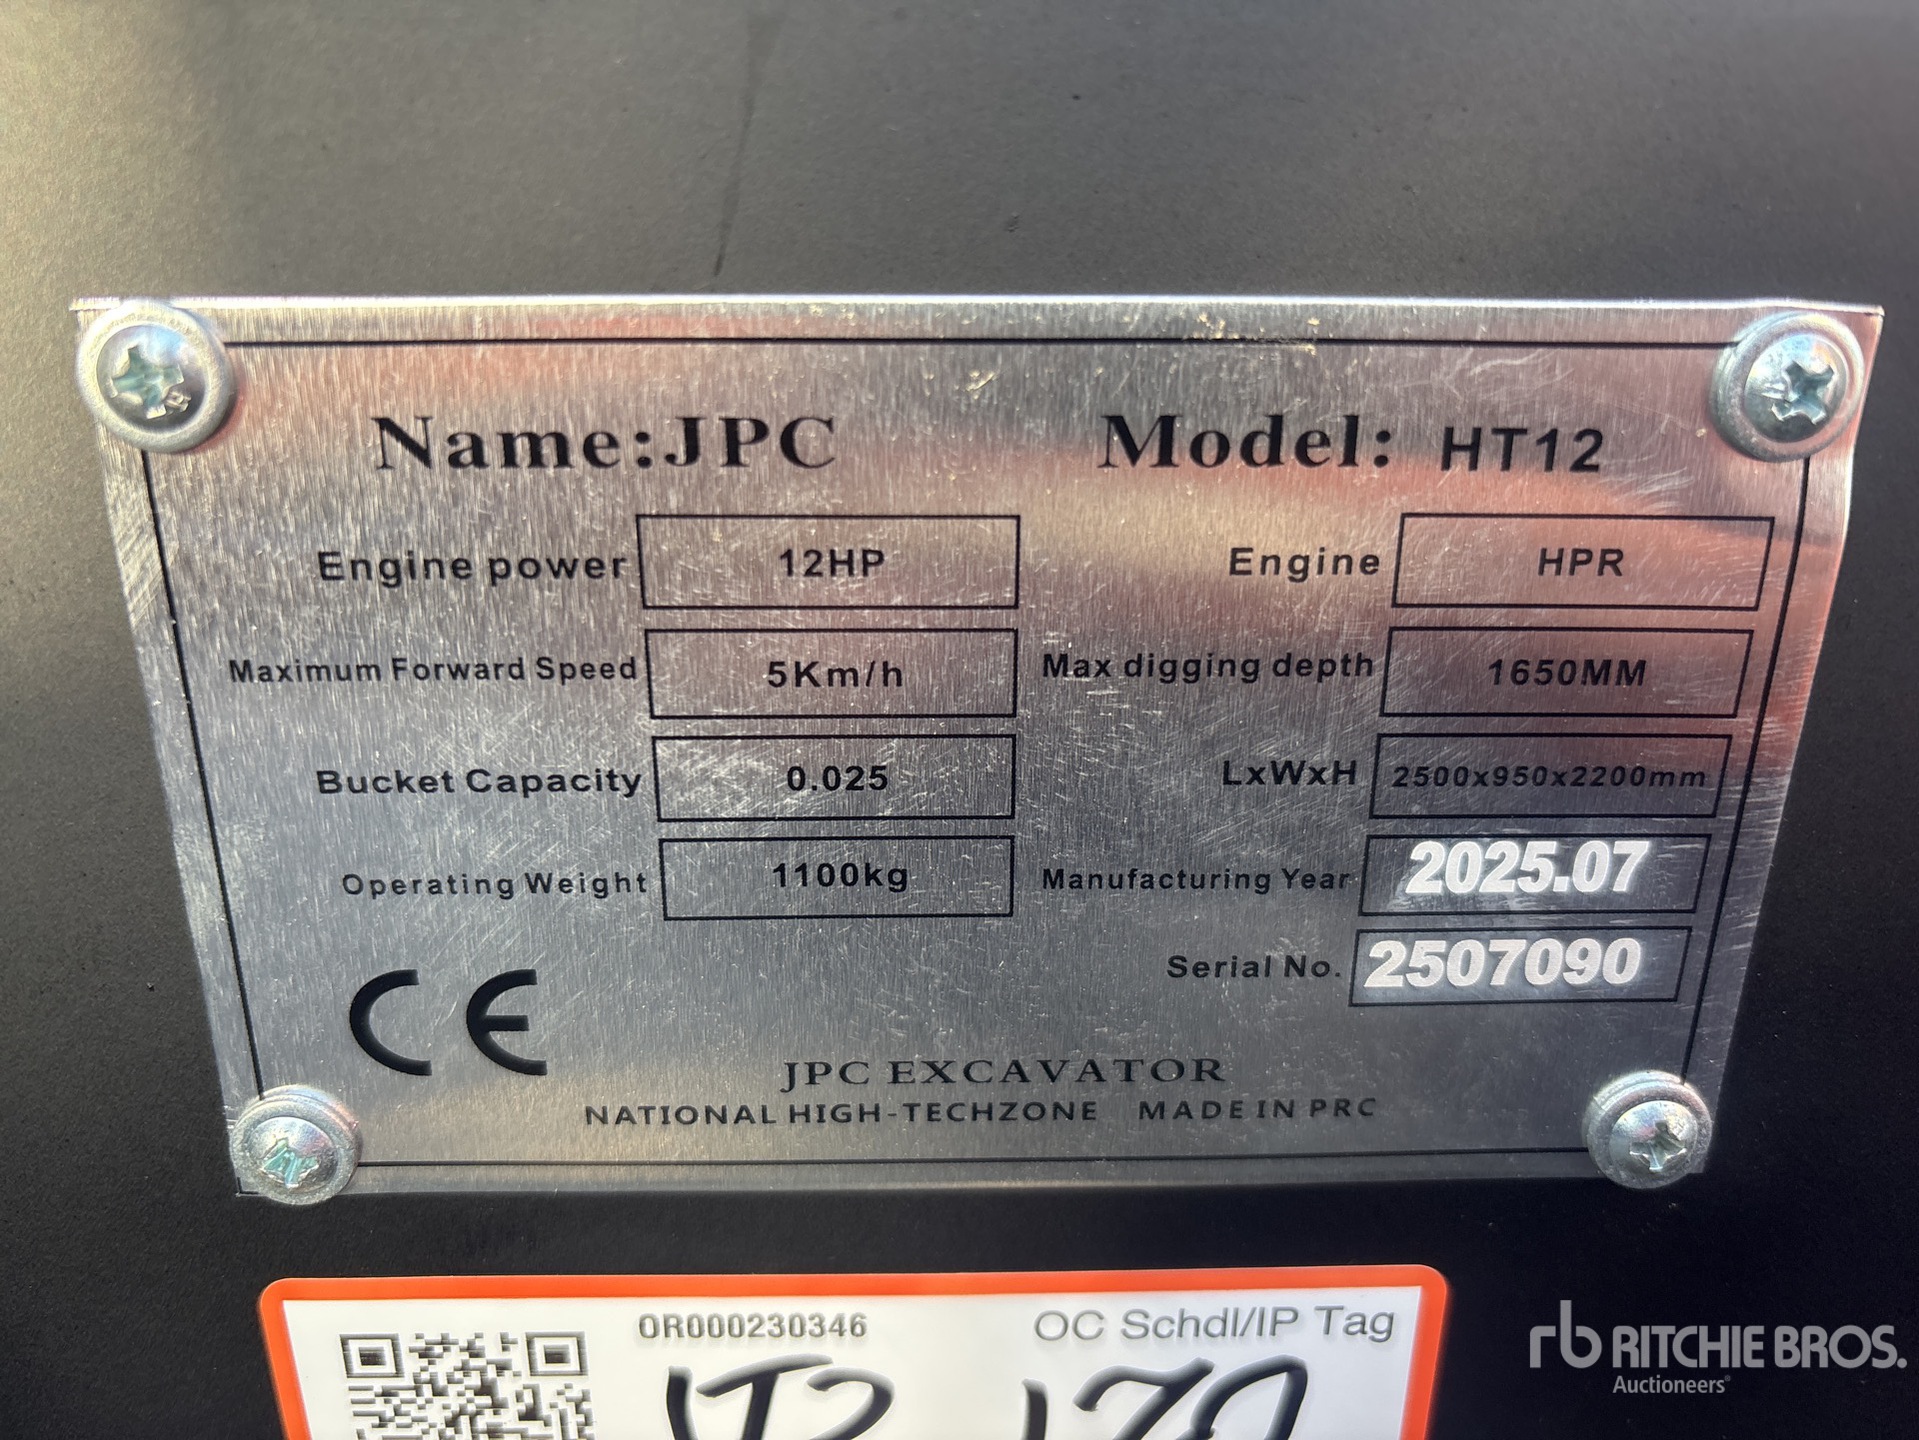 Name:JPC Model: HT12
Engine power 12HP Engine HPR
Maximum Forward Speed 5Km/h Max digging depth 1650MM
Bucket Capacity 0.025 LxWxH 2500x950x2200mm
Operating Weight 1100kg Manufacturing Year 2025.07
Serial No. 2507090
CE
JPC EXCAVATOR
NATIONAL HIGH-TECHZONE MADE IN PRC
OR000230346 OC Schdl/IP Tag
rb RITCHIE BROS.
Auctioneers®